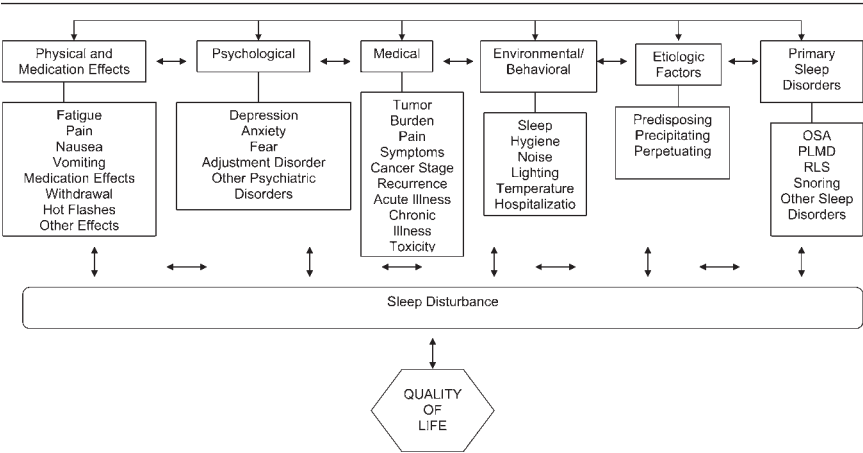 Physical and
Medication Effects
Psychological
Medical
Environmental/
Behavioral
Etiologic
Factors
Primary
Sleep
Disorders
Fatigue
Pain
Nausea
Vomiting
Medication Effects
Withdrawal
Hot Flashes
Other Effects
Depression
Anxiety
Fear
Adjustment Disorder
Other Psychiatric
Disorders
Tumor
Burden
Pain
Symptoms
Cancer Stage
Recurrence
Acute Illness
Chronic
Illness
Toxicity
Sleep
Hygiene
Noise
Lighting
Temperature
Hospitalizatio
Predisposing
Precipitating
Perpetuating
OSA
PLMD
RLS
Snoring
Other Sleep
Disorders
Sleep Disturbance
QUALITY
OF
LIFE